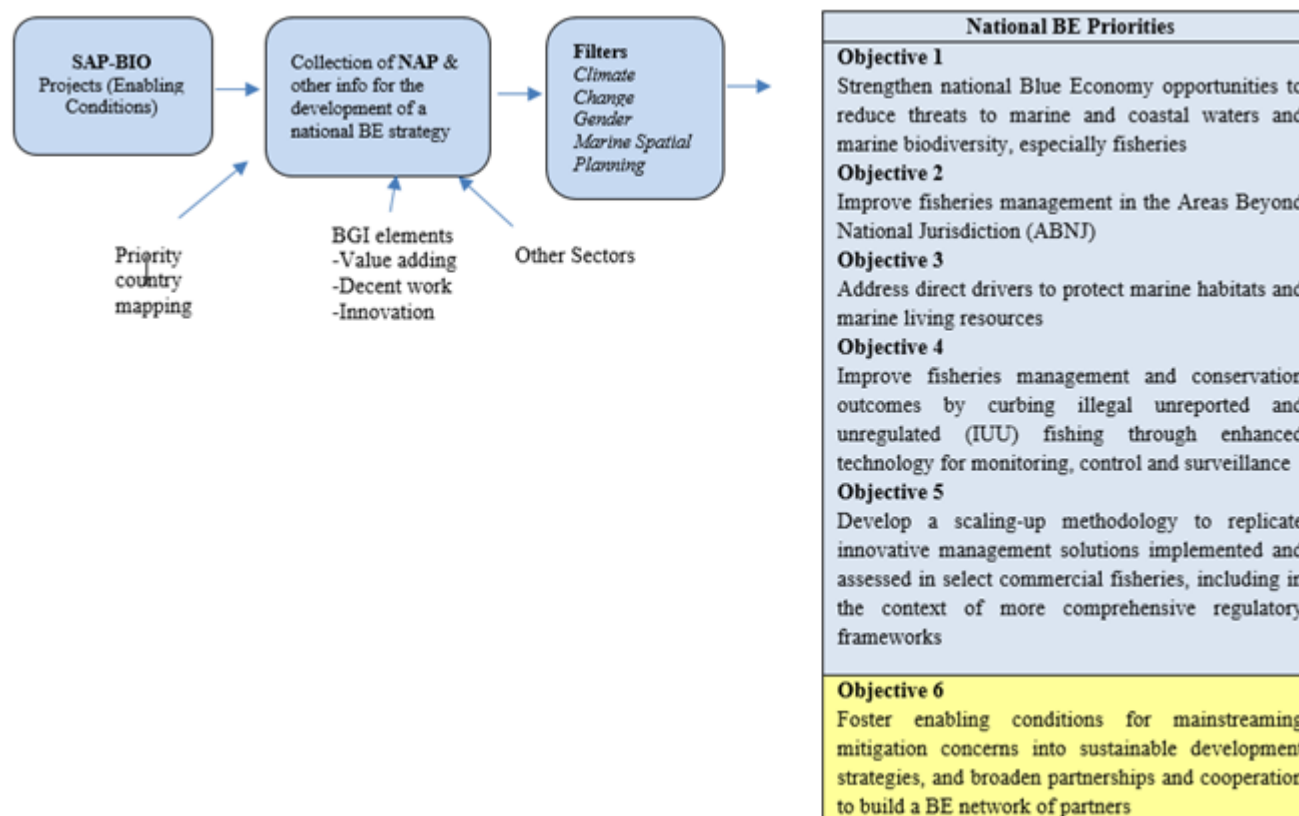 SAP-BIO
Projects (Enabling
Conditions)
Collection of NAP &
other info for the
development of a
national BE strategy
Filters
Climate
Change
Gender
Marine Spatial
Planning
Priority
country
mapping
BGI elements
-Value adding
-Decent work
-Innovation
Other Sectors
National BE Priorities
Objective 1
Strengthen national Blue Economy opportunities to
reduce threats to marine and coastal waters and
marine biodiversity, especially fisheries
Objective 2
Improve fisheries management in the Areas Beyond
National Jurisdiction (ABNJ)
Objective 3
Address direct drivers to protect marine habitats and
marine living resources
Objective 4
Improve fisheries management and conservation
outcomes by curbing illegal unreported and
unregulated (IUU) fishing through enhanced
technology for monitoring, control and surveillance
Objective 5
Develop a scaling-up methodology to replicate
innovative management solutions implemented and
assessed in select commercial fisheries, including in
the context of more comprehensive regulatory
frameworks
Objective 6
Foster enabling conditions for mainstreaming
mitigation concerns into sustainable development
strategies, and broaden partnerships and cooperation
to build a BE network of partners